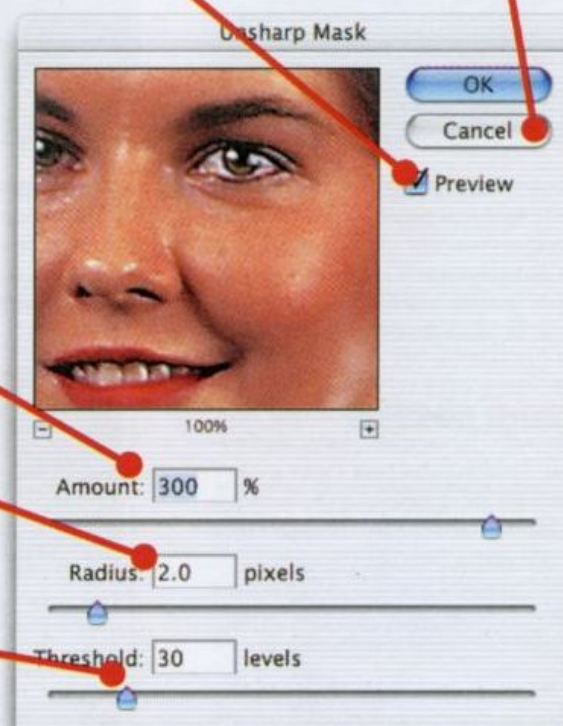 Unsharp Mask
OK
Cancel
Preview
100%
Amount: 300 %
Radius: 2.0 pixels
Threshold: 30 levels